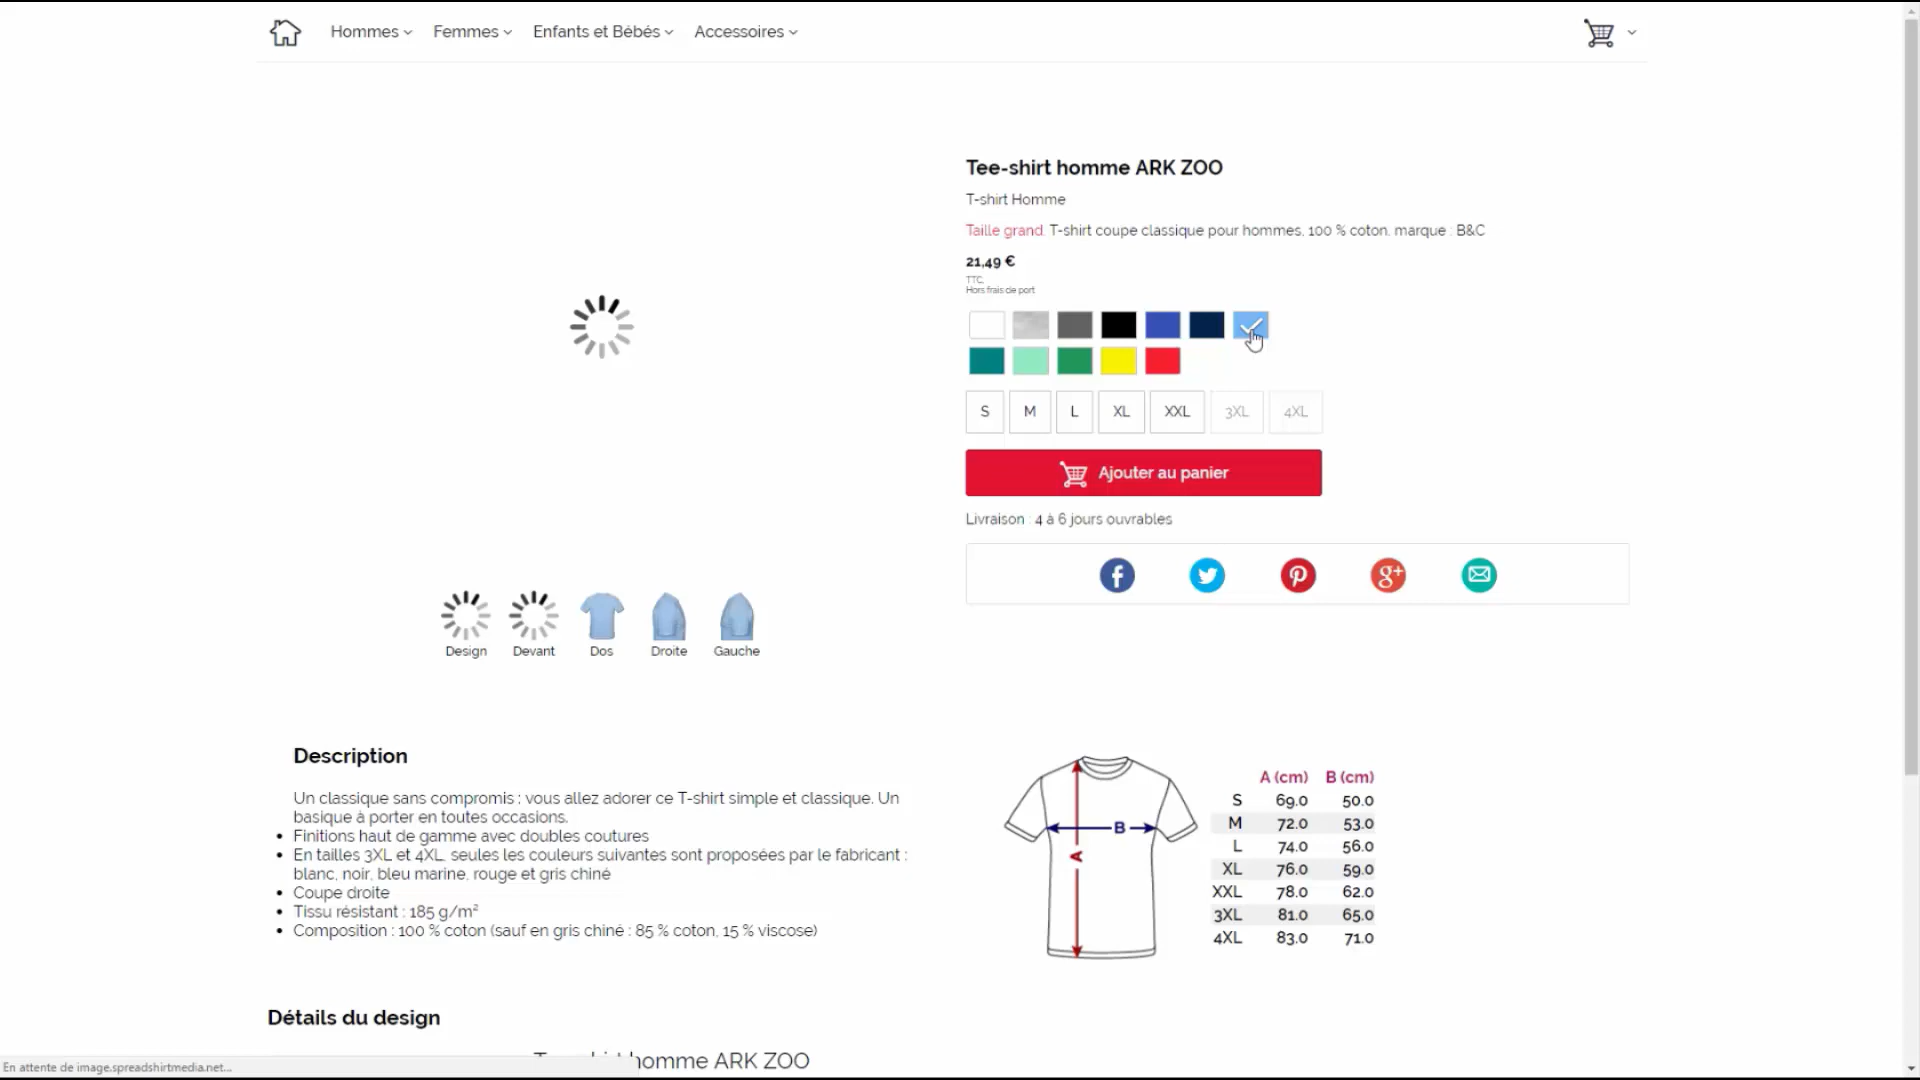 Hommes
Femmes
Enfants et Bébés
Accessoires
Tee-shirt homme ARK ZOO
T-shirt Homme
Taille grand. T-shirt coupe classique pour hommes, 100 % coton, marque : B&C
21,49 €
TTC,
Hors frais de port
S M L XL XXL 3XL 4XL
Ajouter au panier
Livraison : 4 à 6 jours ouvrables
Design Devant Dos Droite Gauche
Description
Un classique sans compromis : vous allez adorer ce T-shirt simple et classique. Un
basique à porter en toutes occasions.
Finitions haut de gamme avec doubles coutures
En tailles 3XL et 4XL, seules les couleurs suivantes sont proposées par le fabricant :
blanc, noir, bleu marine, rouge et gris chiné
Coupe droite
Tissu résistant : 185 g/m²
Composition : 100 % coton (sauf en gris chiné : 85 % coton, 15 % viscose)
A
B
A (cm) B (cm)
S 69.0 50.0
M 72.0 53.0
L 74.0 56.0
XL 76.0 59.0
XXL 78.0 62.0
3XL 81.0 65.0
4XL 83.0 71.0
Détails du design
homme ARK ZOO
En attente de image.spreadshirtmedia.net...